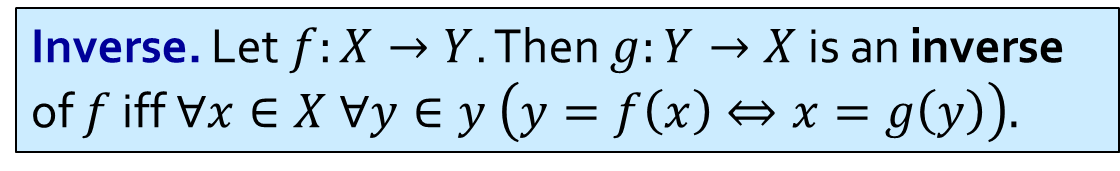 Inverse. Let 𝑓: 𝑋 → 𝑌. Then 𝑔: 𝑌 → 𝑋 is an inverse
of 𝑓 iff ∀𝑥 ∈ 𝑋 ∀𝑦 ∈ 𝑦 (𝑦 = 𝑓(𝑥) ⇔ 𝑥 = 𝑔(𝑦)).